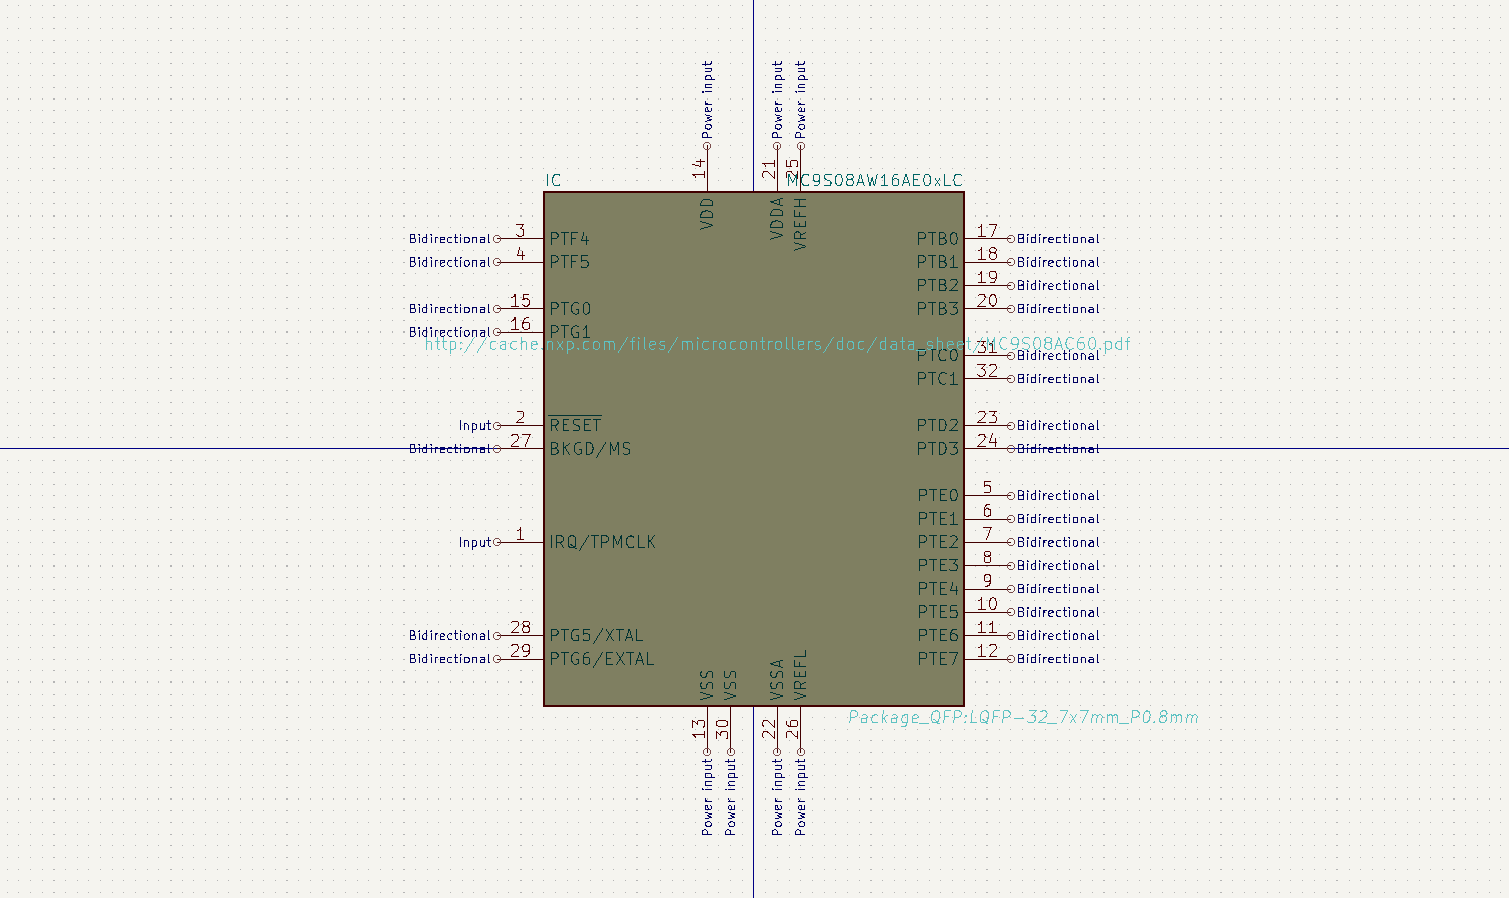 Power input
Power input
Power input
14
21
25
IC
MC9S08AW16AE0xLC
VDD
VDDA
VREFH
Bidirectional 3 PTF4
Bidirectional 4 PTF5
Bidirectional 15 PTG0
Bidirectional 16 PTG1
http://cache.nxp.com/files/microcontrollers/doc/data_sheet/MC9S08AC60.pdf
Input 2 RESET
Bidirectional 27 BKGD/MS
Input 1 IRQ/TPMCLK
Bidirectional 28 PTG5/XTAL
Bidirectional 29 PTG6/EXTAL
PTB0 17 Bidirectional
PTB1 18 Bidirectional
PTB2 19 Bidirectional
PTB3 20 Bidirectional
PTC0 31 Bidirectional
PTC1 32 Bidirectional
PTD2 23 Bidirectional
PTD3 24 Bidirectional
PTE0 5 Bidirectional
PTE1 6 Bidirectional
PTE2 7 Bidirectional
PTE3 8 Bidirectional
PTE4 9 Bidirectional
PTE5 10 Bidirectional
PTE6 11 Bidirectional
PTE7 12 Bidirectional
VSS
VSS
VSSA
VREFL
Package_QFP:LQFP-32_7x7mm_P0.8mm
13
30
22
26
Power input
Power input
Power input
Power input